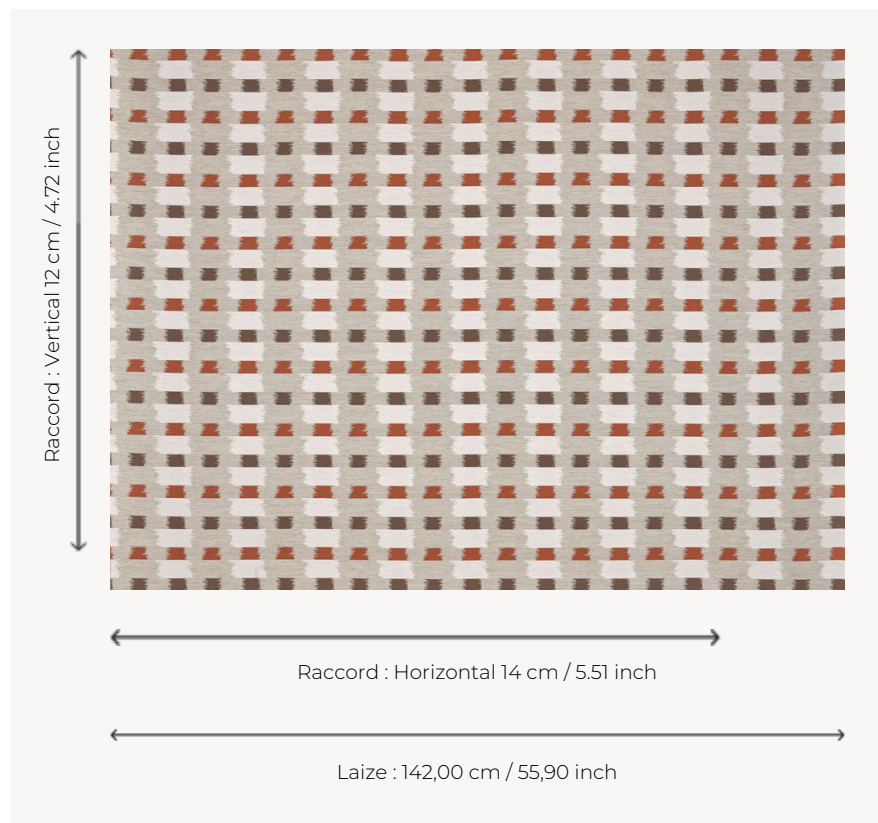 Raccord : Vertical 12 cm / 4.72 inch
Raccord : Horizontal 14 cm / 5.51 inch
Laize : 142,00 cm / 55,90 inch